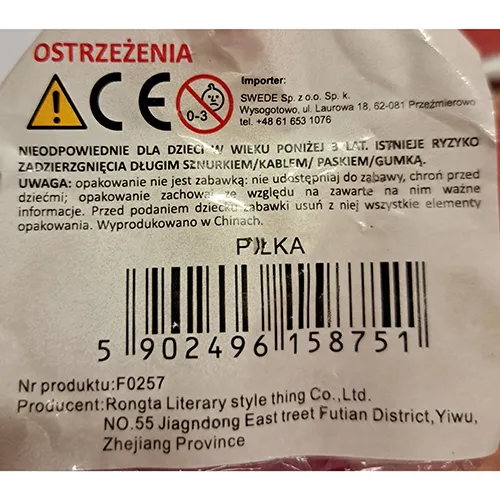 OSTRZEŻENIA
CE
0-3
Importer:
SWEDE Sp. z o.o. Sp. k.
Wysogotowo, ul. Laurowa 18, 62-081 Przeźmierowo
tel. +48 61 653 1076
NIEODPOWIEDNIE DLA DZIECI W WIEKU PONIŻEJ 3 LAT. ISTNIEJE RYZYKO
ZADZIERZGNIĘCIA DŁUGIM SZNURKIEM/KABLEM/ PASKIEM/GUMKĄ.
UWAGA: opakowanie nie jest zabawką: nie udostępniaj do zabawy, chroń przed
dziećmi; opakowanie zachować ze względu na zawarte na nim ważne
informacje. Przed podaniem dziecku zabawki usuń z niej wszystkie elementy
opakowania. Wyprodukowano w Chinach.
PIŁKA
5 902496 158751
Nr produktu:F0257
Producent:Rongta Literary style thing Co.,Ltd.
NO.55 Jiagndong East treet Futian District,Yiwu,
Zhejiang Province